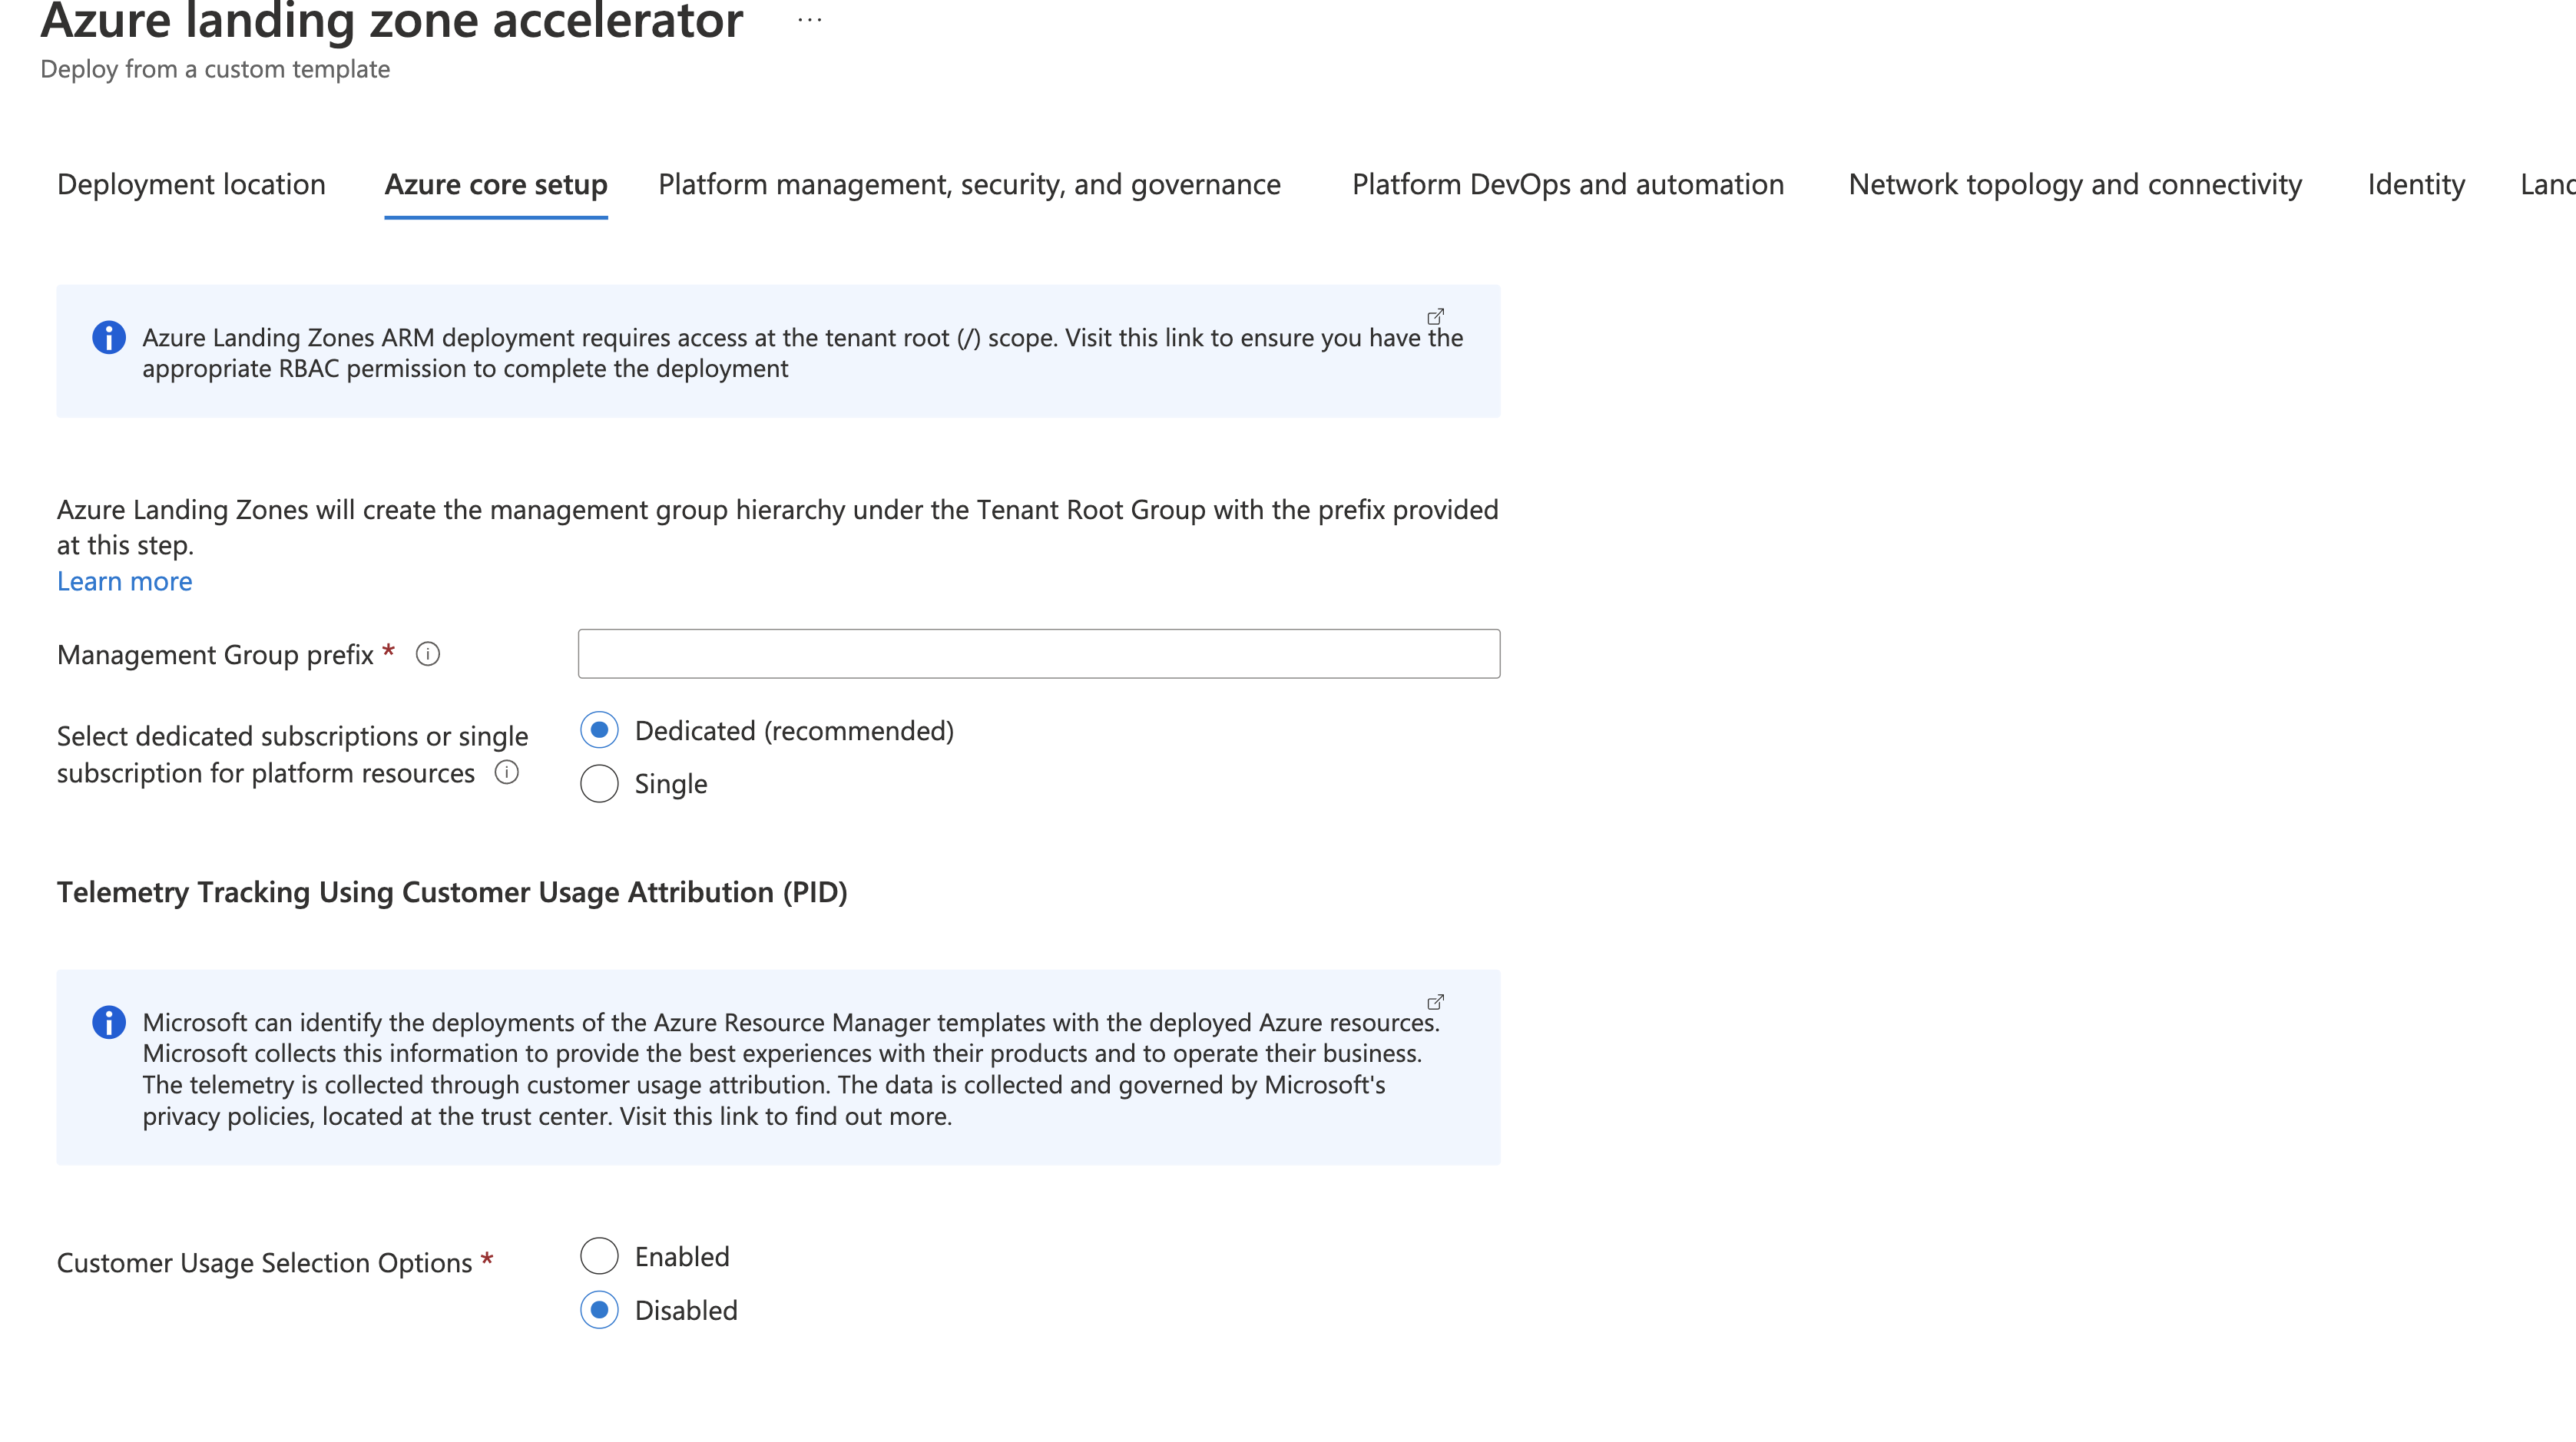 Azure landing zone accelerator ...
Deploy from a custom template
Deployment location Azure core setup Platform management, security, and governance Platform DevOps and automation Network topology and connectivity Identity Land
Azure Landing Zones ARM deployment requires access at the tenant root (/) scope. Visit this link to ensure you have the
appropriate RBAC permission to complete the deployment
Azure Landing Zones will create the management group hierarchy under the Tenant Root Group with the prefix provided
at this step.
Learn more
Management Group prefix *
Select dedicated subscriptions or single
subscription for platform resources
Dedicated (recommended)
Single
Telemetry Tracking Using Customer Usage Attribution (PID)
Microsoft can identify the deployments of the Azure Resource Manager templates with the deployed Azure resources.
Microsoft collects this information to provide the best experiences with their products and to operate their business.
The telemetry is collected through customer usage attribution. The data is collected and governed by Microsoft's
privacy policies, located at the trust center. Visit this link to find out more.
Customer Usage Selection Options *
Enabled
Disabled